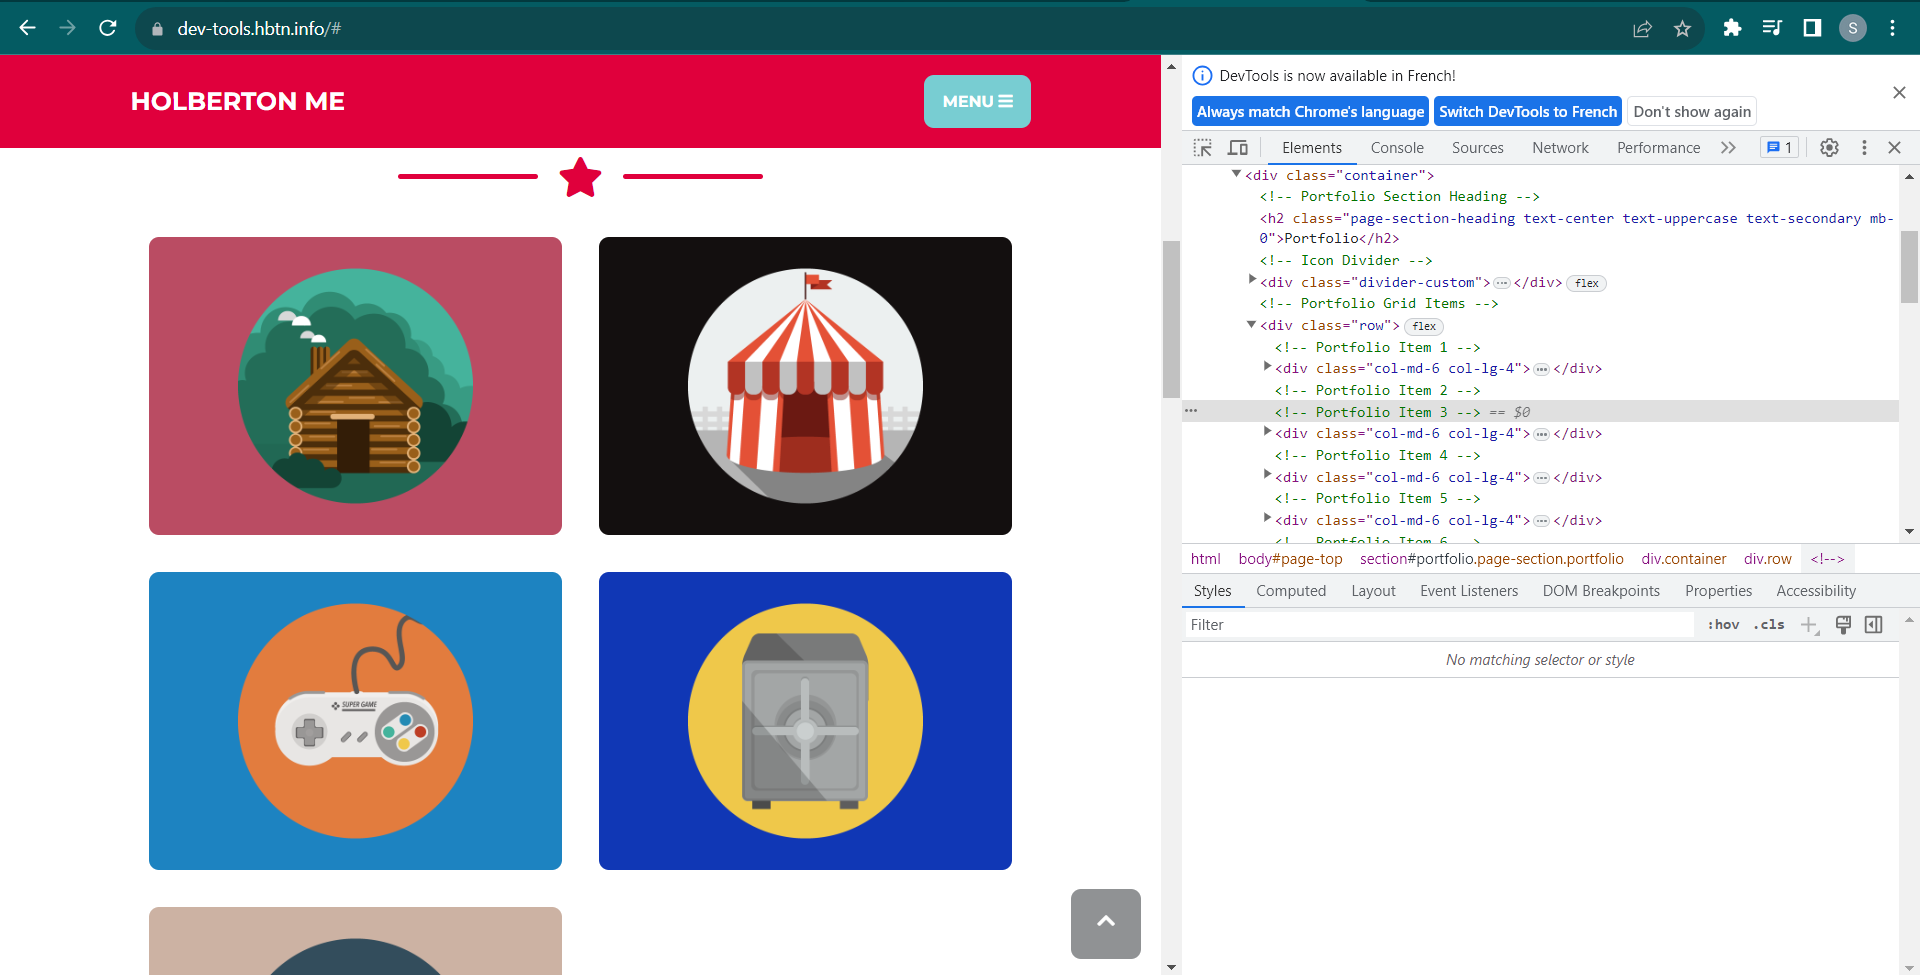 dev-tools.hbtn.info/#
S
HOLBERTON ME
MENU
SUPER GAME
DevTools is now available in French!
Always match Chrome's language
Switch DevTools to French
Don't show again
Elements Console Sources Network Performance 1
<div class="container">
<!-- Portfolio Section Heading -->
<h2 class="page-section-heading text-center text-uppercase text-secondary mb-
0">Portfolio</h2>
<!-- Icon Divider -->
<div class="divider-custom">⋯</div> flex
<!-- Portfolio Grid Items -->
<div class="row"> flex
<!-- Portfolio Item 1 -->
<div class="col-md-6 col-lg-4">⋯</div>
<!-- Portfolio Item 2 -->
<!-- Portfolio Item 3 --> == $0
<div class="col-md-6 col-lg-4">⋯</div>
<!-- Portfolio Item 4 -->
<div class="col-md-6 col-lg-4">⋯</div>
<!-- Portfolio Item 5 -->
<div class="col-md-6 col-lg-4">⋯</div>
<!-- Portfolio Item 6 -->
html body#page-top section#portfolio.page-section.portfolio div.container div.row <!-->
Styles Computed Layout Event Listeners DOM Breakpoints Properties Accessibility
Filter :hov .cls
No matching selector or style